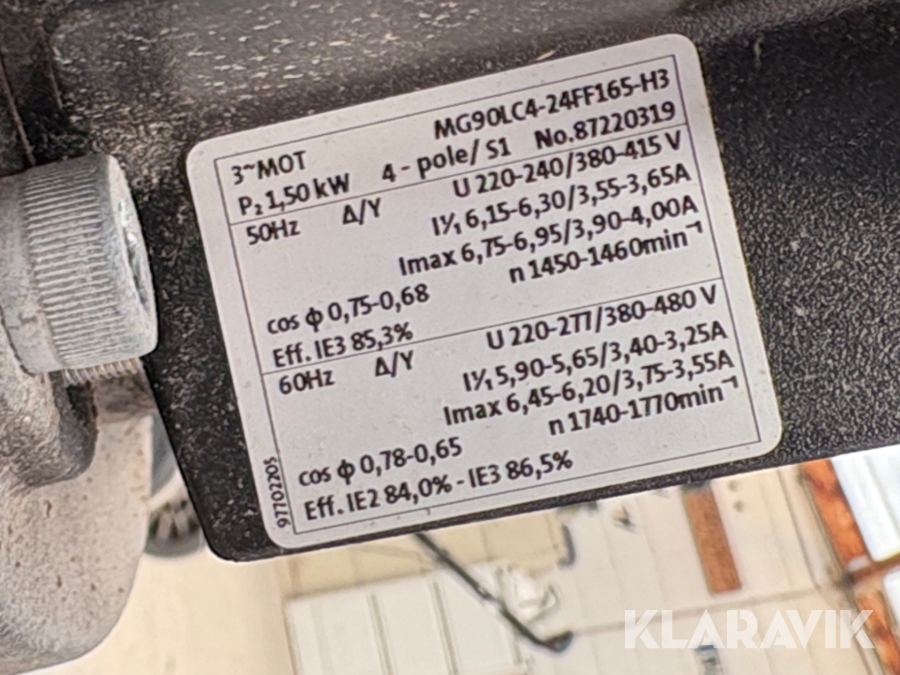 3~MOT MG90LC4-24FF165-H3
P₂ 1,50 kW 4 - pole/ S1 No.87220319
50Hz Δ/Y U 220-240/380-415 V
I¹/₁ 6,15-6,30/3,55-3,65A
Imax 6,75-6,95/3,90-4,00A
cos φ 0,75-0,68 n 1450-1460min⁻¹
Eff. IE3 85,3%
60Hz Δ/Y U 220-277/380-480 V
I¹/₁ 5,90-5,65/3,40-3,25A
Imax 6,45-6,20/3,75-3,55A
cos φ 0,78-0,65 n 1740-1770min⁻¹
Eff. IE2 84,0% - IE3 86,5%
97702205
KLARAVIK